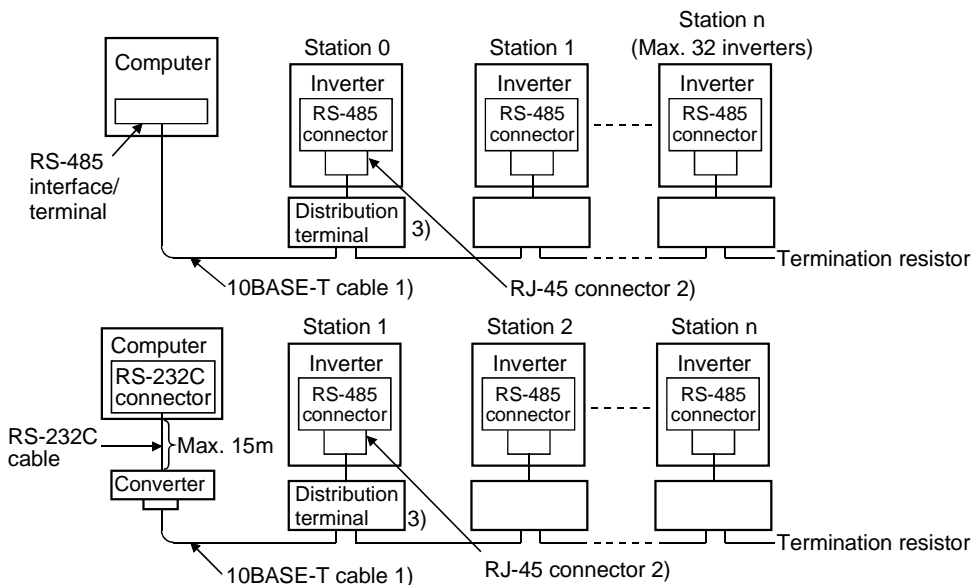 Station 0
Station 1
Station n
(Max. 32 inverters)
Computer
Inverter
Inverter
Inverter
RS-485
connector
RS-485
connector
RS-485
connector
RS-485
interface/
terminal
Distribution
terminal
3)
Termination resistor
10BASE-T cable 1)
RJ-45 connector 2)
Station 1
Station 2
Station n
Computer
RS-232C
connector
Inverter
Inverter
Inverter
RS-485
connector
RS-485
connector
RS-485
connector
RS-232C
cable
Max. 15m
Converter
Distribution
terminal
3)
Termination resistor
10BASE-T cable 1)
RJ-45 connector 2)